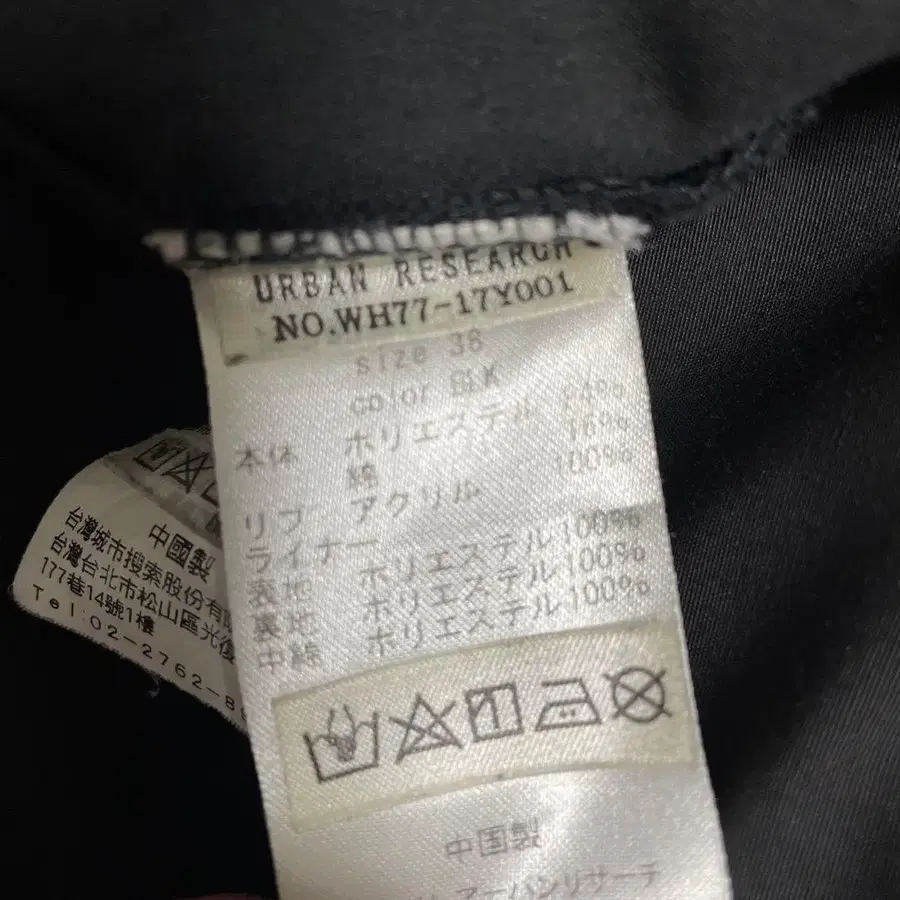 URBAN RESEARCH
NO.WH77-17Y001
size 38
color BLK
本体 ポリエステル 84%
綿 16%
リブ アクリル 100%
ライナー
表地 ポリエステル100%
裏地 ポリエステル100%
中綿 ポリエステル100%
中国製
アーバンリサーチ
中國製
台灣城市搜索股份有限
台灣台北市松山區光復
177巷14號1樓
Tel:02-2762-8